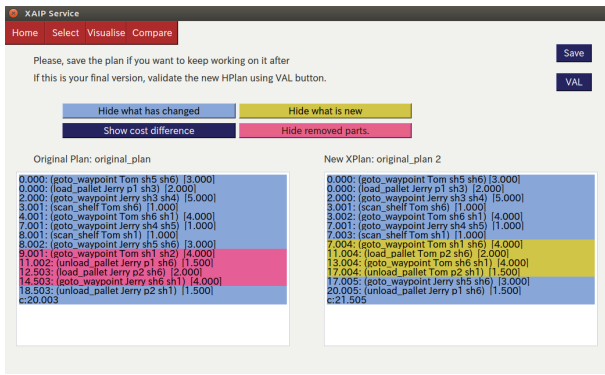 XAIP Service
Home Select Visualise Compare
Please, save the plan if you want to keep working on it after
If this is your final version, validate the new HPlan using VAL button.
Save
VAL
Hide what has changed
Hide what is new
Show cost difference
Hide removed parts.
Original Plan: original_plan
0.000: (goto_waypoint Tom sh5 sh6) [3.000]
0.000: (load_pallet Jerry p1 sh3) [2.000]
2.000: (goto_waypoint Jerry sh3 sh4) [5.000]
3.001: (scan_shelf Tom sh6) [1.000]
4.001: (goto_waypoint Tom sh6 sh1) [4.000]
7.001: (goto_waypoint Jerry sh4 sh5) [1.000]
8.001: (scan_shelf Tom sh1) [1.000]
8.002: (goto_waypoint Jerry sh5 sh6) [3.000]
9.001: (goto_waypoint Tom sh1 sh2) [4.000]
11.002: (unload_pallet Jerry p1 sh6) [1.500]
12.503: (load_pallet Jerry p2 sh6) [2.000]
14.503: (goto_waypoint Jerry sh6 sh1) [4.000]
18.503: (unload_pallet Jerry p2 sh1) [1.500]
c:20.003
New XPlan: original_plan 2
0.000: (goto_waypoint Tom sh5 sh6) [3.000]
0.000: (load_pallet Jerry p1 sh3) [2.000]
2.000: (goto_waypoint Jerry sh3 sh4) [5.000]
3.001: (scan_shelf Tom sh6) [1.000]
3.002: (goto_waypoint Tom sh6 sh1) [4.000]
7.001: (goto_waypoint Jerry sh4 sh5) [1.000]
7.003: (scan_shelf Tom sh1) [1.000]
7.004: (goto_waypoint Tom sh1 sh6) [4.000]
11.004: (load_pallet Tom p2 sh6) [2.000]
13.004: (goto_waypoint Tom sh6 sh1) [4.000]
17.004: (unload_pallet Tom p2 sh1) [1.500]
17.005: (goto_waypoint Jerry sh5 sh6) [3.000]
20.005: (unload_pallet Jerry p1 sh6) [1.500]
c:21.505